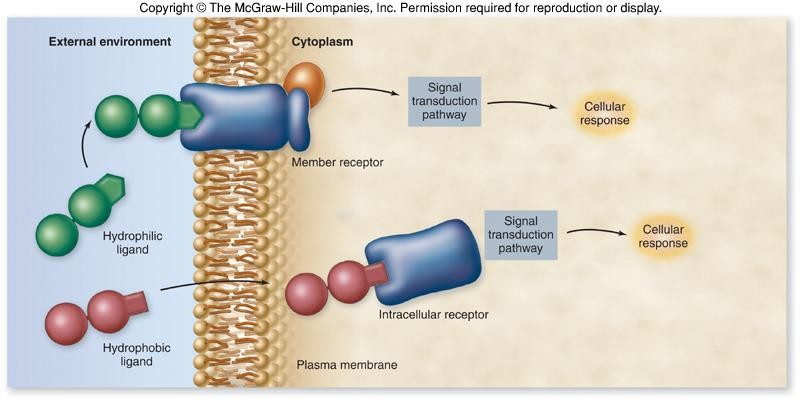 Copyright © The McGraw-Hill Companies, Inc. Permission required for reproduction or display.
External environment
Cytoplasm
Signal
transduction
pathway
Cellular
response
Member receptor
Hydrophilic
ligand
Signal
transduction
pathway
Cellular
response
Intracellular receptor
Hydrophobic
ligand
Plasma membrane